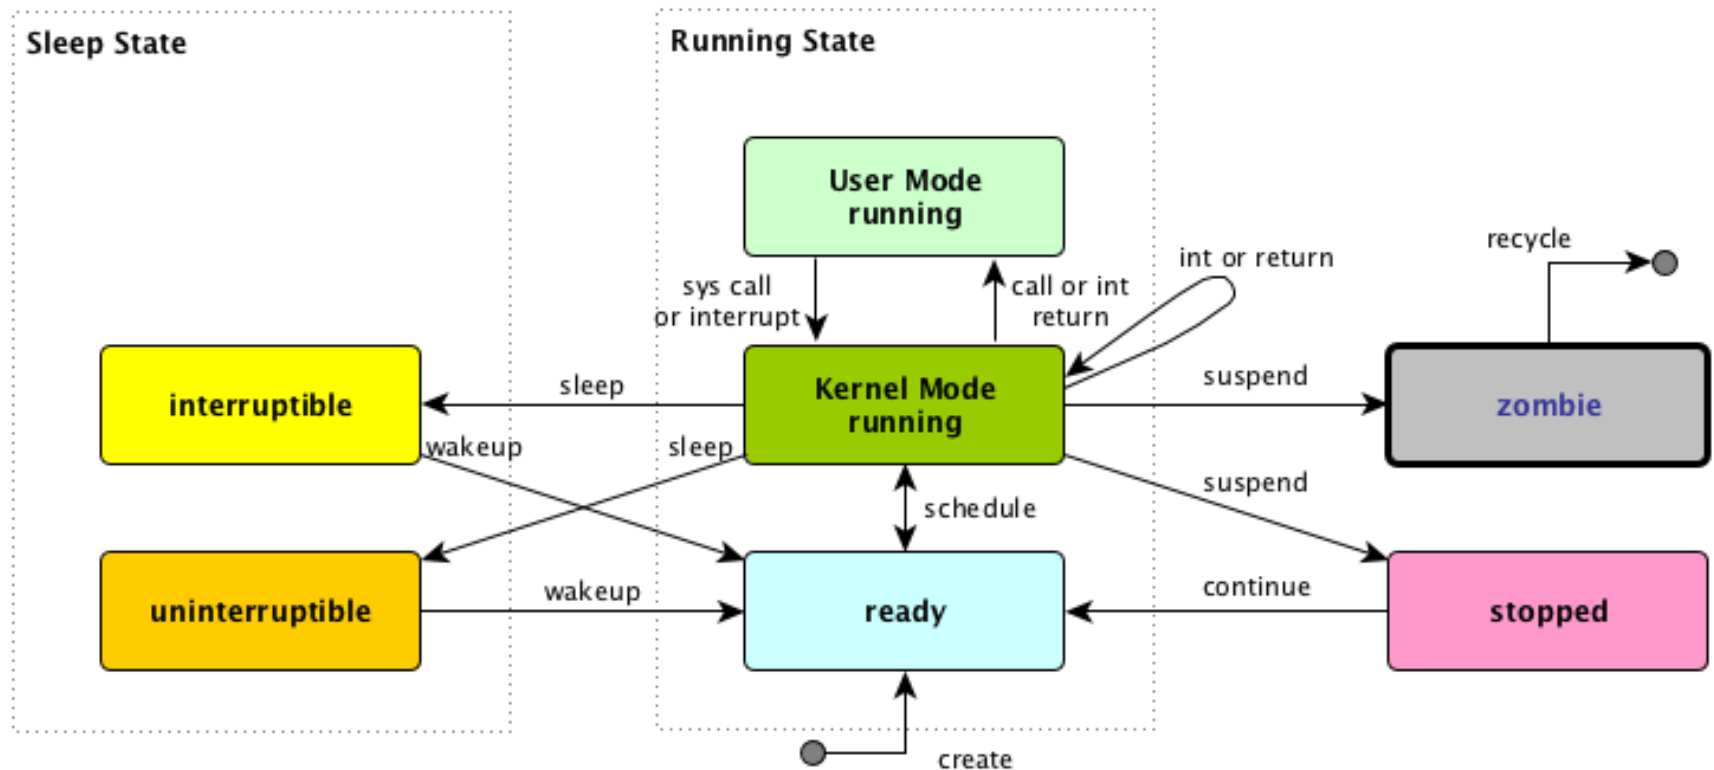 Sleep State
Running State
User Mode
running
recycle
int or return
sys call
or interrupt
call or int
return
interruptible
sleep
Kernel Mode
running
suspend
zombie
wakeup
sleep
suspend
schedule
uninterruptible
wakeup
ready
continue
stopped
create